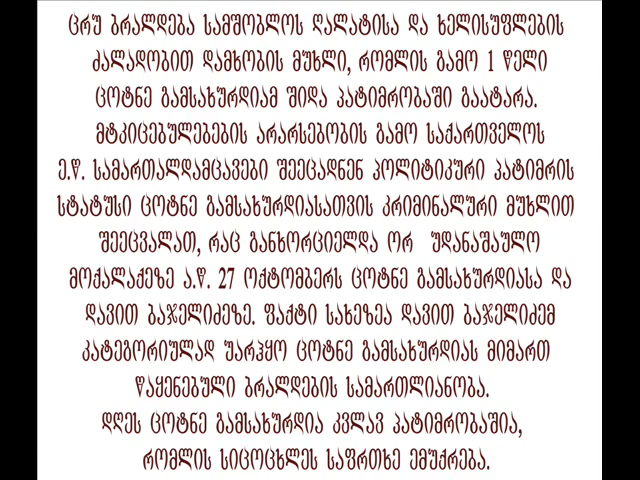 ცრუ ბრალდება სამშობლოს ღალატისა და ხელისუფლების
ძალადობით დამხობის მუხლი, რომლის გამო 1 წელი
ცოტნე გამსახურდიამ შიდა პატიმრობაში გაატარა.
მტკიცებულებების არარსებობის გამო საქართველოს
ე.წ. სამართალდამცავები შეეცადნენ პოლიტიკური პატიმრის
სტატუსი ცოტნე გამსახურდიასათვის კრიმინალური მუხლით
შეეცვალათ, რაც განხორციელდა ორ უდანაშაულო
მოქალაქეზე ა.წ. 27 ოქტომბერს ცოტნე გამსახურდიასა და
დავით ბაჯელიძეზე. ფაქტი სახეზეა დავით ბაჯელიძემ
კატეგორიულად უარჰყო ცოტნე გამსახურდიას მიმართ
წაყენებული ბრალდების სამართლიანობა.
დღეს ცოტნე გამსახურდია კვლავ პატიმრობაშია,
რომლის სიცოცხლეს საფრთხე ემუქრება.